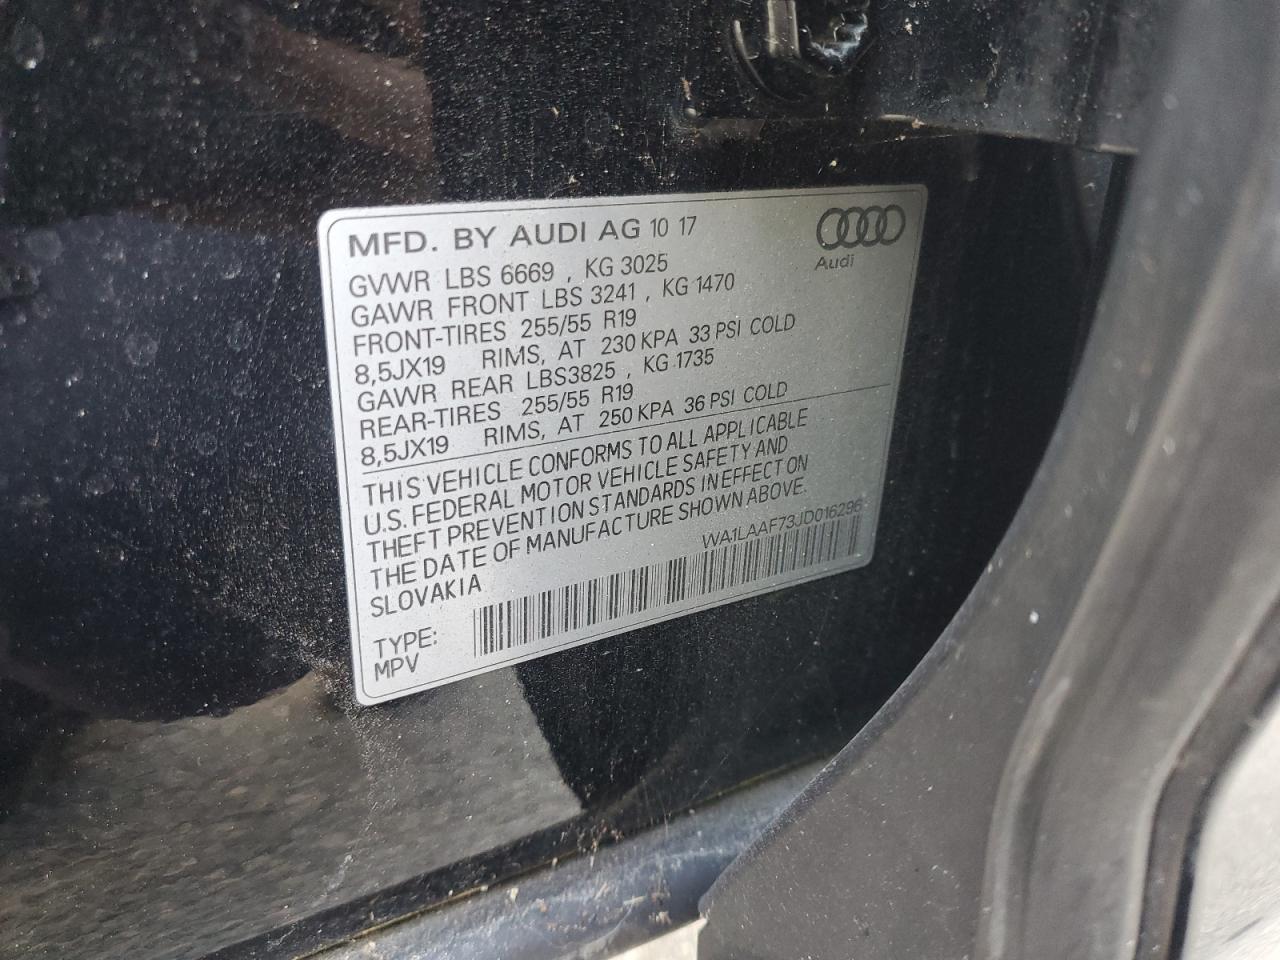 MFD. BY AUDI AG 10 17
Audi
GVWR LBS 6669 , KG 3025
GAWR FRONT LBS 3241 , KG 1470
FRONT-TIRES 255/55 R19
8,5JX19 RIMS, AT 230 KPA 33 PSI COLD
GAWR REAR LBS3825 , KG 1735
REAR-TIRES 255/55 R19
8,5JX19 RIMS, AT 250 KPA 36 PSI COLD
THIS VEHICLE CONFORMS TO ALL APPLICABLE
U.S. FEDERAL MOTOR VEHICLE SAFETY AND
THEFT PREVENTION STANDARDS IN EFFECT ON
THE DATE OF MANUFACTURE SHOWN ABOVE.
SLOVAKIA
WA1LAAF73JD016296
TYPE:
MPV